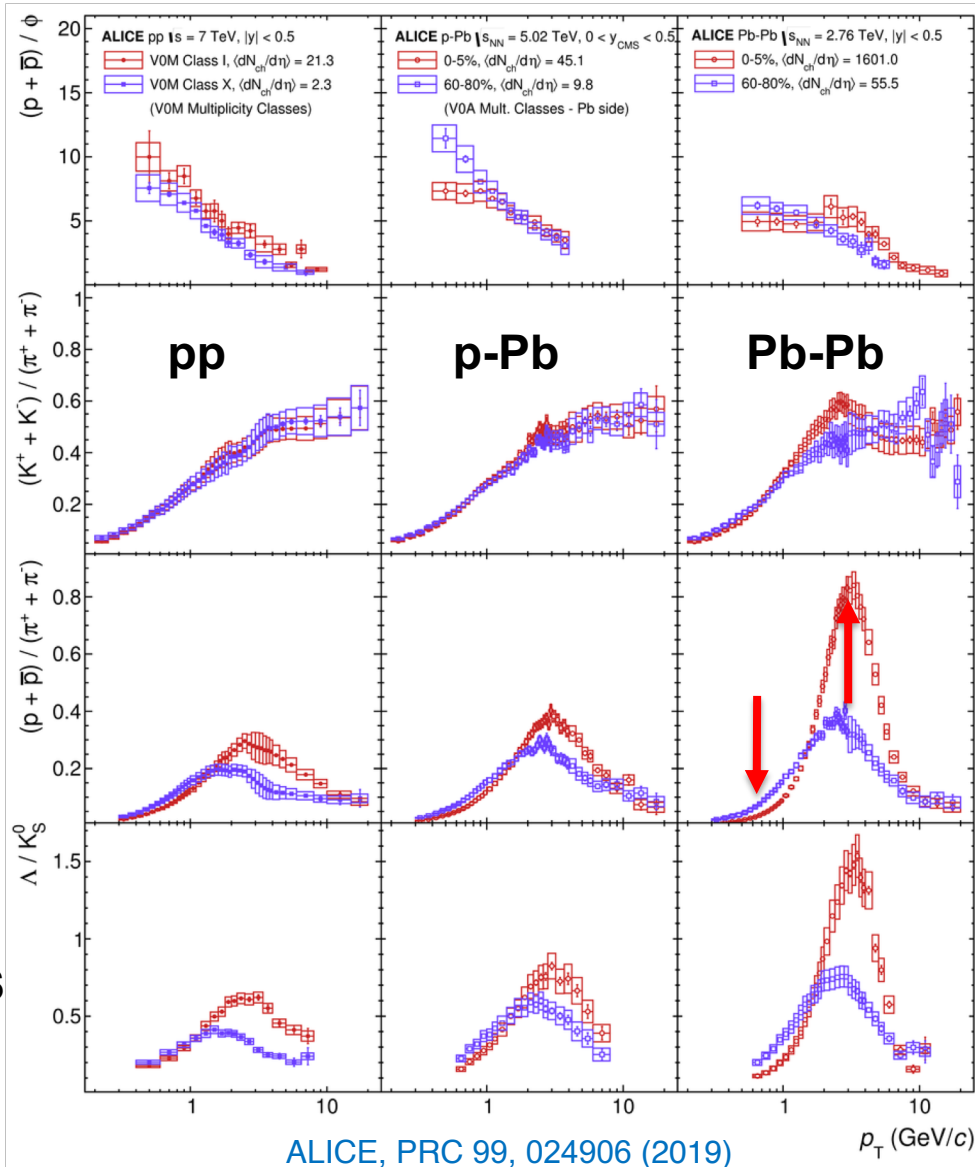 ALICE pp √s = 7 TeV, |y| < 0.5
V0M Class I, ⟨dN_ch/dη⟩ = 21.3
V0M Class X, ⟨dN_ch/dη⟩ = 2.3
(V0M Multiplicity Classes)
ALICE p-Pb √s_NN = 5.02 TeV, 0 < y_CMS < 0.5
0-5%, ⟨dN_ch/dη⟩ = 45.1
60-80%, ⟨dN_ch/dη⟩ = 9.8
(V0A Mult. Classes - Pb side)
ALICE Pb-Pb √s_NN = 2.76 TeV, |y| < 0.5
0-5%, ⟨dN_ch/dη⟩ = 1601.0
60-80%, ⟨dN_ch/dη⟩ = 55.5
(p + p̅) / ϕ
20
15
10
5
pp
p-Pb
Pb-Pb
(K⁺ + K⁻) / (π⁺ + π⁻)
1
0.8
0.6
0.4
0.2
(p + p̅) / (π⁺ + π⁻)
0.8
0.6
0.4
0.2
Λ / K⁰_S
1.5
1
0.5
s
1 10 1 10 1 10
p_T (GeV/c)
ALICE, PRC 99, 024906 (2019)